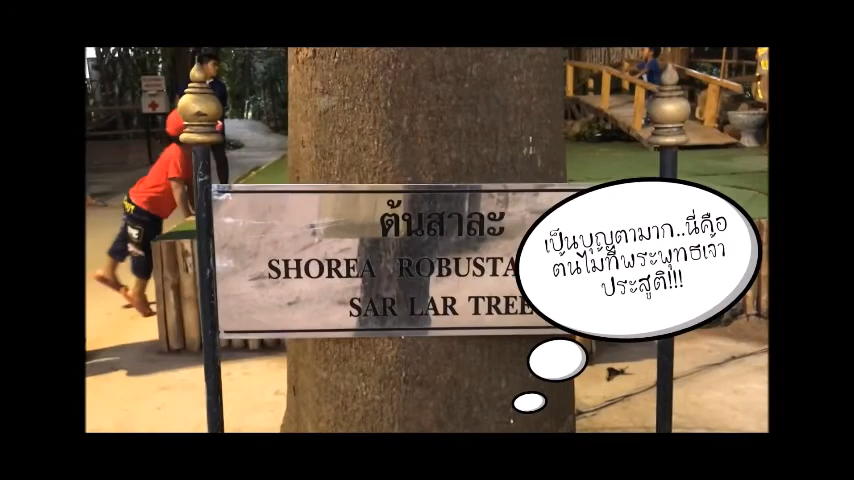 ต้นสาละ
SHOREA ROBUSTA
SAR LAR TREE
เป็นบุญตามาก..นี่คือ
ต้นไม้ที่พระพุทธเจ้า
ประสูติ!!!